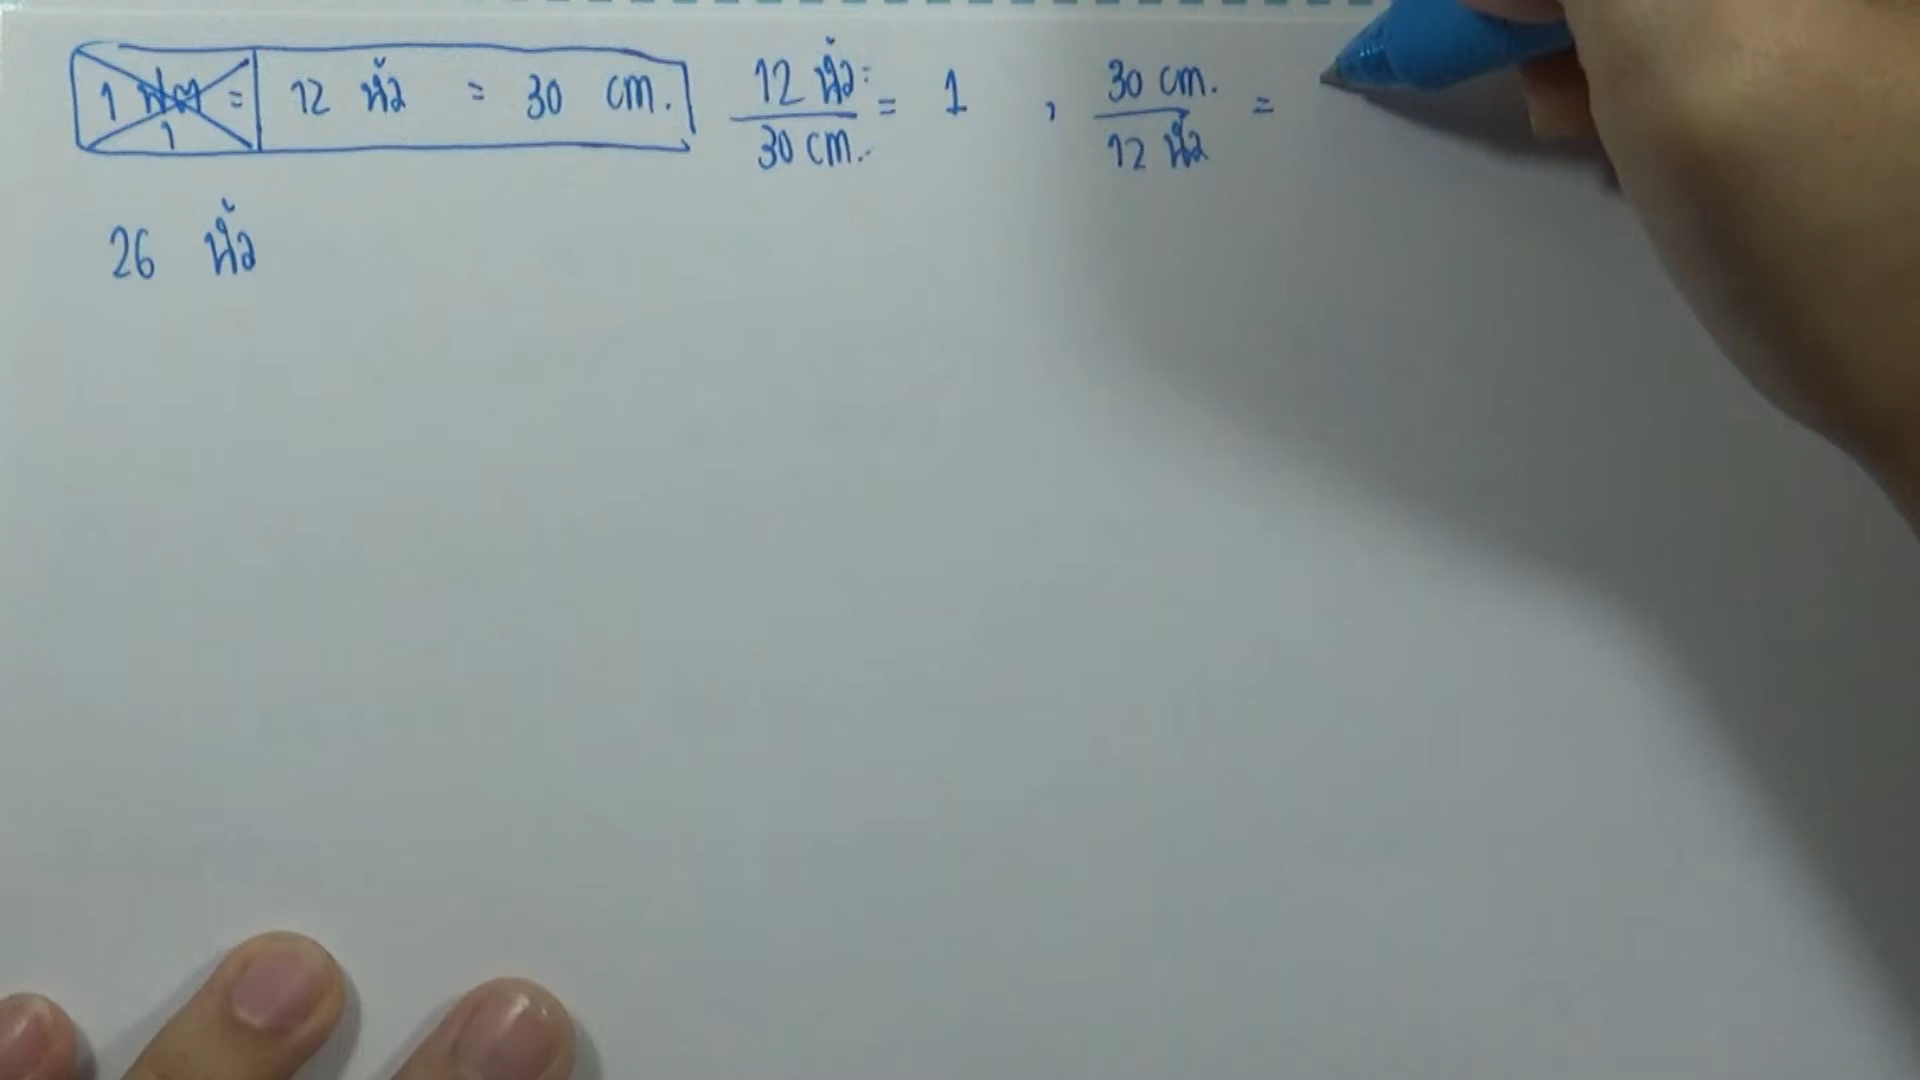 1 ฟุต = 12 นิ้ว = 30 cm. 12 นิ้ว / 30 cm. = 1 , 30 cm. / 12 นิ้ว =
1
26 นิ้ว